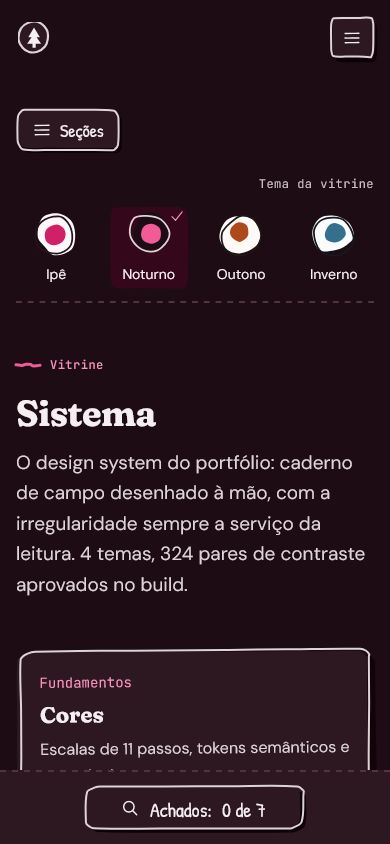 Seções
Tema da vitrine
Ipê
Noturno
Outono
Inverno
Vitrine
Sistema
O design system do portfólio: caderno
de campo desenhado à mão, com a
irregularidade sempre a serviço da
leitura. 4 temas, 324 pares de contraste
aprovados no build.
Fundamentos
Cores
Escalas de 11 passos, tokens semânticos e
Achados: 0 de 7